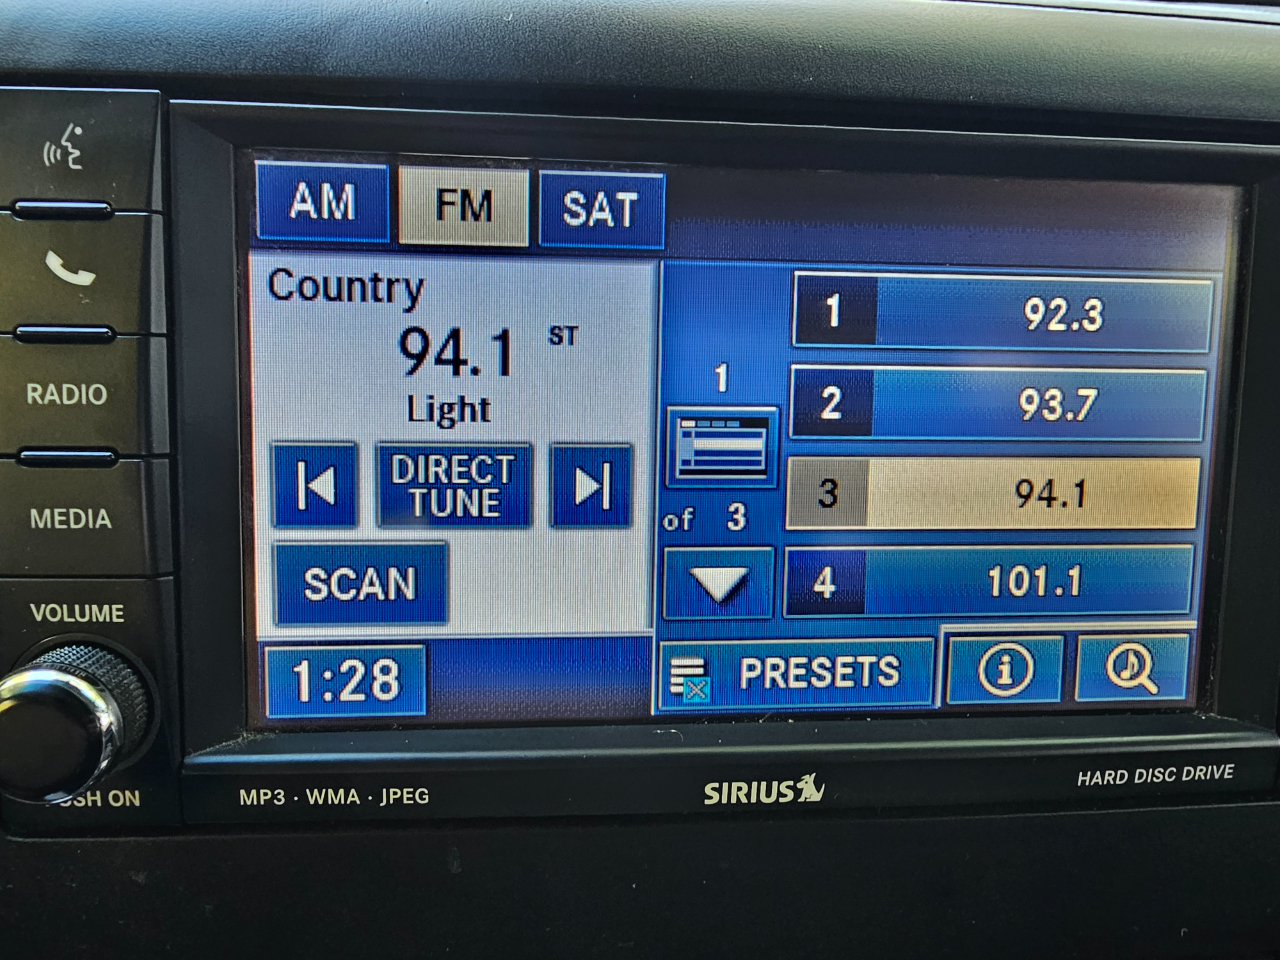 AM FM SAT
Country
94.1 ST
Light
DIRECT
TUNE
SCAN
1:28
1
of 3
1 92.3
2 93.7
3 94.1
4 101.1
PRESETS
i
RADIO
MEDIA
VOLUME
PUSH ON
MP3 · WMA · JPEG
SIRIUS
HARD DISC DRIVE